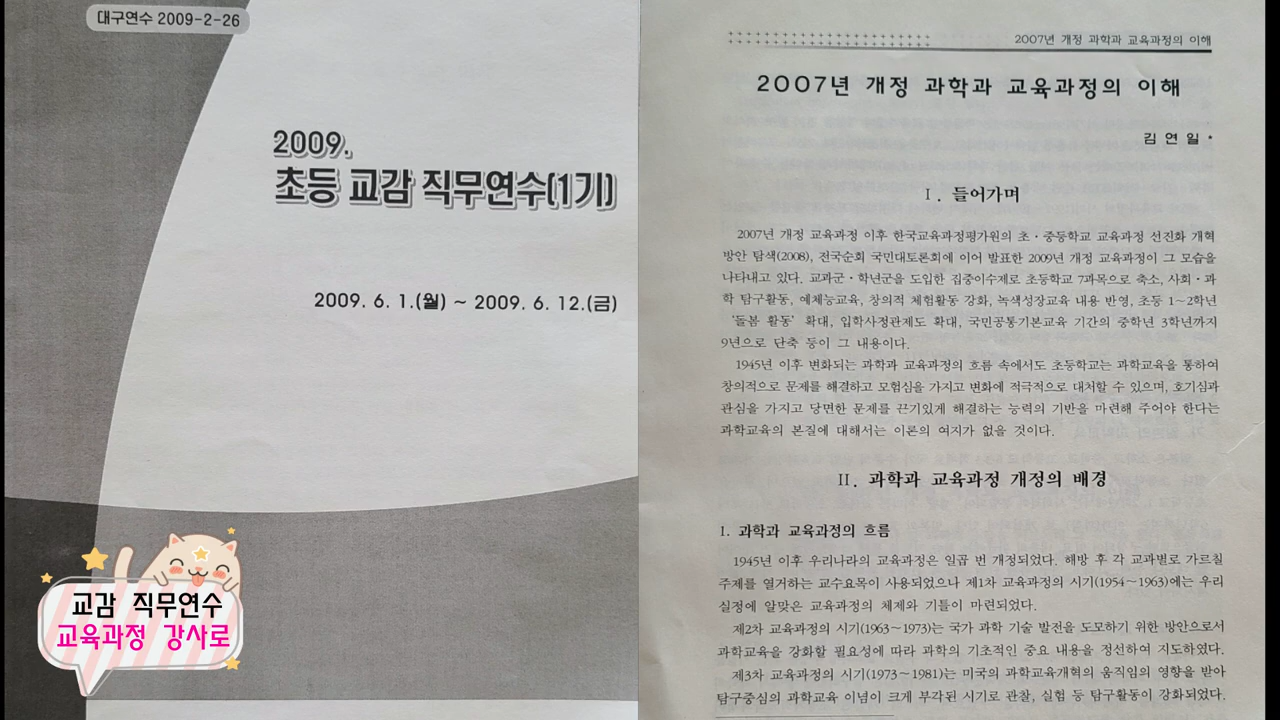 대구연수 2009-2-26
2009.
초등 교감 직무연수(1기)
2009. 6. 1.(월) ~ 2009. 6. 12.(금)
교감 직무연수
교육과정 강사로
2007년 개정 과학과 교육과정의 이해
2007년 개정 과학과 교육과정의 이해
김 연 일 *
Ⅰ. 들어가며
2007년 개정 교육과정 이후 한국교육과정평가원의 초·중등학교 교육과정 선진화 개혁
방안 탐색(2008), 전국순회 국민대토론회에 이어 발표한 2009년 개정 교육과정이 그 모습을
나타내고 있다. 교과군·학년군을 도입한 집중이수제로 초등학교 7과목으로 축소, 사회·과
학 탐구활동, 예체능교육, 창의적 체험활동 강화, 녹색성장교육 내용 반영, 초등 1~2학년
‘돌봄 활동’ 확대, 입학사정관제도 확대, 국민공통기본교육 기간의 중학년 3학년까지
9년으로 단축 등이 그 내용이다.
1945년 이후 변화되는 과학과 교육과정의 흐름 속에서도 초등학교는 과학교육을 통하여
창의적으로 문제를 해결하고 모험심을 가지고 변화에 적극적으로 대처할 수 있으며, 호기심과
관심을 가지고 당면한 문제를 끈기있게 해결하는 능력의 기반을 마련해 주어야 한다는
과학교육의 본질에 대해서는 이론의 여지가 없을 것이다.
Ⅱ. 과학과 교육과정 개정의 배경
1. 과학과 교육과정의 흐름
1945년 이후 우리나라의 교육과정은 일곱 번 개정되었다. 해방 후 각 교과별로 가르칠
주제를 열거하는 교수요목이 사용되었으나 제1차 교육과정의 시기(1954~1963)에는 우리
실정에 알맞은 교육과정의 체제와 기틀이 마련되었다.
제2차 교육과정의 시기(1963~1973)는 국가 과학 기술 발전을 도모하기 위한 방안으로서
과학교육을 강화할 필요성에 따라 과학의 기초적인 중요 내용을 정선하여 지도하였다.
제3차 교육과정의 시기(1973~1981)는 미국의 과학교육개혁의 움직임의 영향을 받아
탐구중심의 과학교육 이념이 크게 부각된 시기로 관찰, 실험 등 탐구활동이 강화되었다.